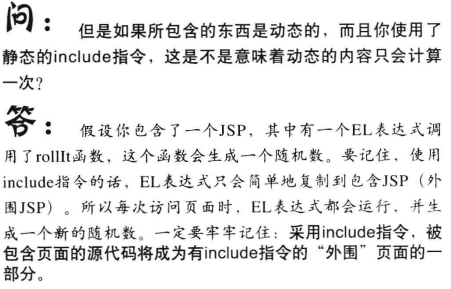 问：但是如果所包含的东西是动态的，而且你使用了
静态的include指令，这是不是意味着动态的内容只会计算
一次？
答：假设你包含了一个JSP，其中有一个EL表达式调
用了rollIt函数，这个函数会生成一个随机数。要记住，使用
include指令的话，EL表达式只会简单地复制到包含JSP（外
围JSP）。所以每次访问页面时，EL表达式都会运行，并生
成一个新的随机数。一定要牢牢记住：采用include指令，被
包含页面的源代码将成为有include指令的“外围”页面的一
部分。